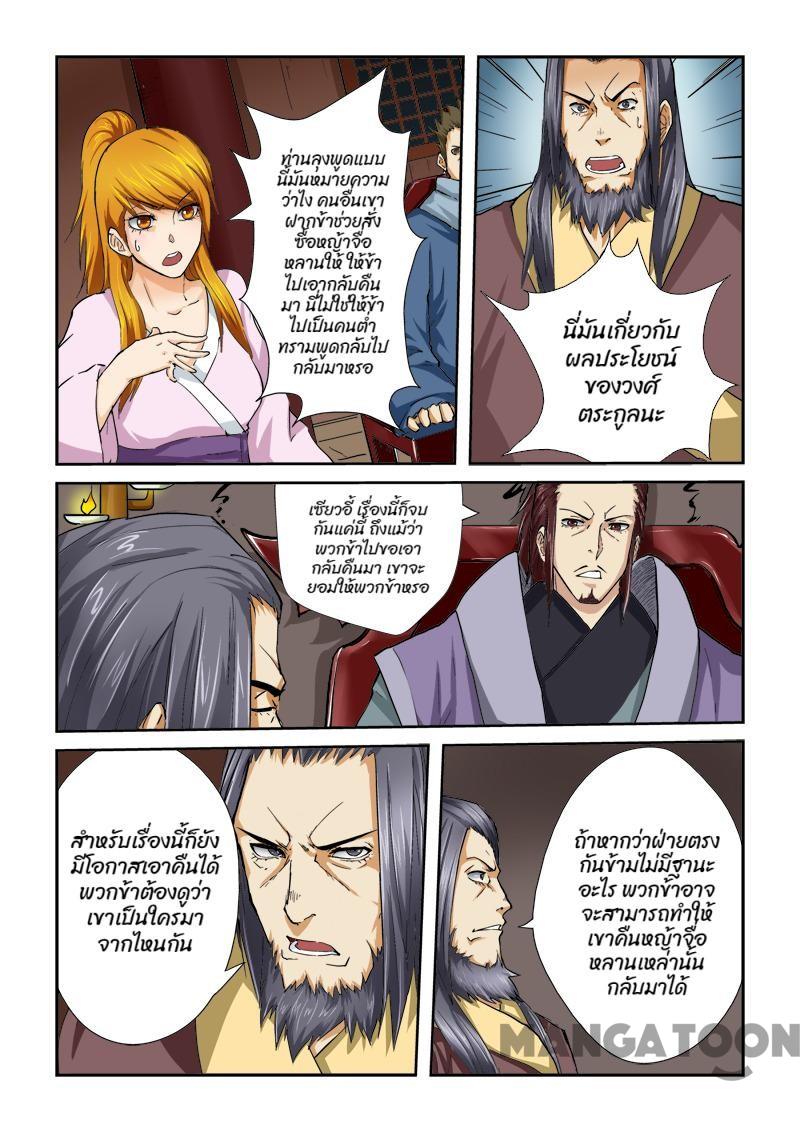 ท่านลุงพูดแบบ
นี้มันหมายความ
ว่าไง คนอื่นเขา
ฝากข้าช่วยสั่ง
ซื้อหญ้าจื่อ
หลานให้ ให้ข้า
ไปเอากลับคืน
มา นี่ไม่ใช่ให้ข้า
ไปเป็นคนต่ำ
ทรามพูดกลับไป
กลับมาหรอ
นี่มันเกี่ยวกับ
ผลประโยชน์
ของวงศ์
ตระกูลนะ
เซียวอี้ เรื่องนี้ก็จบ
กันแค่นี้ ถึงแม้ว่า
พวกข้าไปขอเอา
กลับคืนมา เขาจะ
ยอมให้พวกข้าหรอ
สำหรับเรื่องนี้ก็ยัง
มีโอกาสเอาคืนได้
พวกข้าต้องดูว่า
เขาเป็นใครมา
จากไหนกัน
ถ้าหากว่าฝ่ายตรง
กันข้ามไม่มีฐานะ
อะไร พวกข้าอาจ
จะสามารถทำให้
เขาคืนหญ้าจื่อ
หลานเหล่านั้น
กลับมาได้
MANGATOON